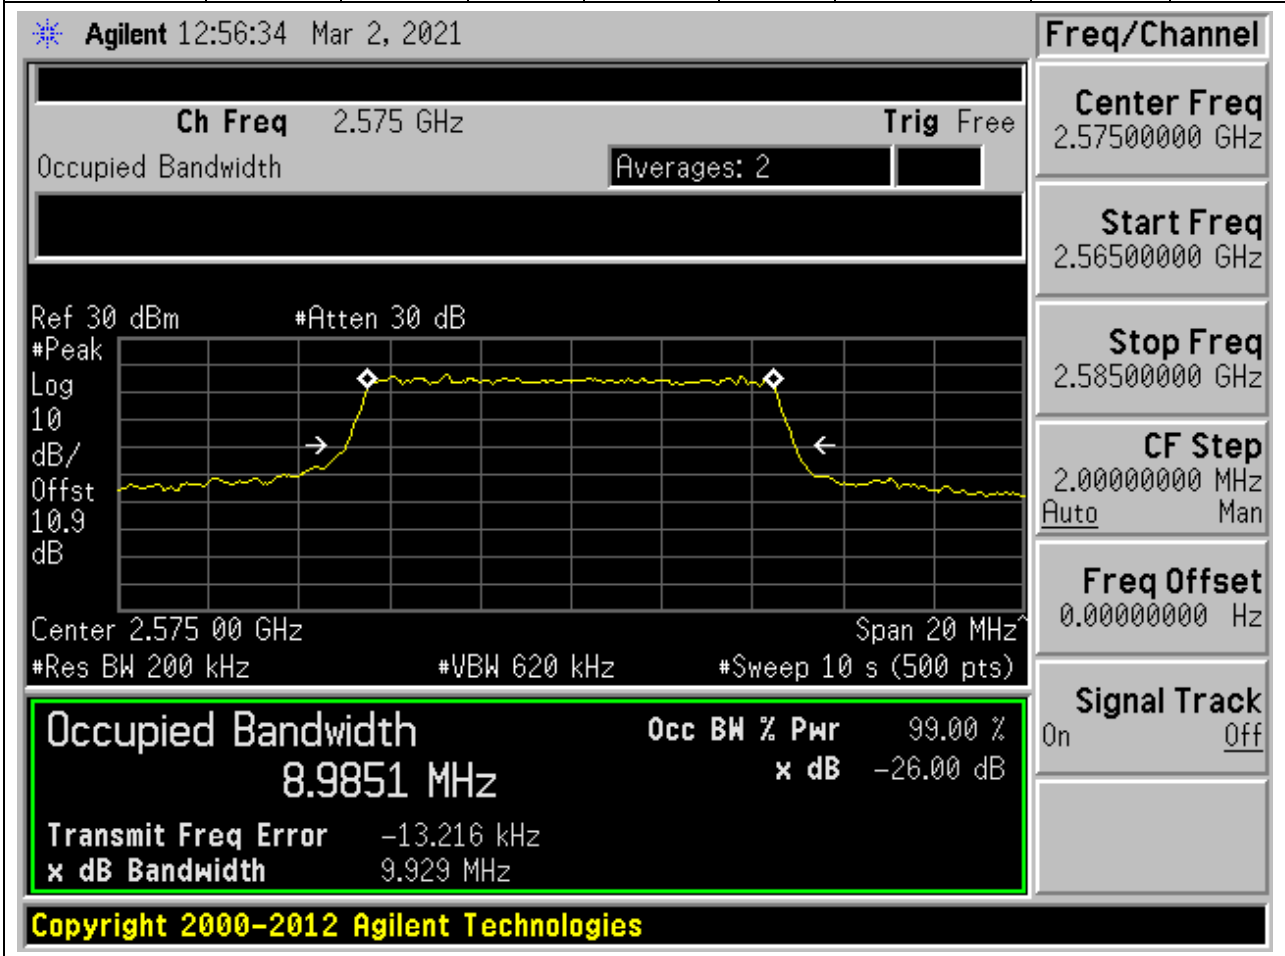 Agilent 12:56:34 Mar 2, 2021
Freq/Channel
Ch Freq 2.575 GHz Trig Free
Occupied Bandwidth Averages: 2
Center Freq
2.57500000 GHz
Start Freq
2.56500000 GHz
Stop Freq
2.58500000 GHz
CF Step
2.00000000 MHz
Auto Man
Freq Offset
0.00000000 Hz
Signal Track
On Off
Ref 30 dBm #Atten 30 dB
#Peak
Log
10
dB/
Offst
10.9
dB
Center 2.575 00 GHz Span 20 MHz^
#Res BW 200 kHz #VBW 620 kHz #Sweep 10 s (500 pts)
Occupied Bandwidth Occ BW % Pwr 99.00 %
8.9851 MHz x dB -26.00 dB
Transmit Freq Error -13.216 kHz
x dB Bandwidth 9.929 MHz
Copyright 2000-2012 Agilent Technologies